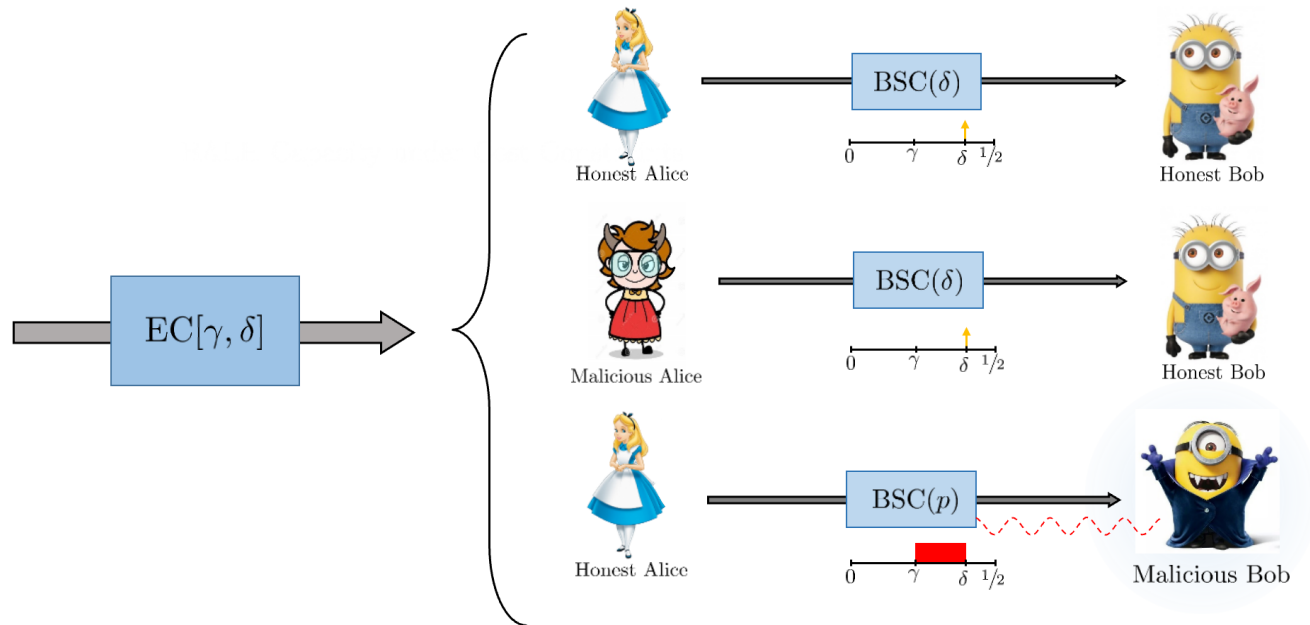 BSC(δ)
0 γ δ 1/2
Honest Alice
Honest Bob
EC[γ, δ]
BSC(δ)
0 γ δ 1/2
Malicious Alice
Honest Bob
BSC(p)
0 γ δ 1/2
Honest Alice
Malicious Bob